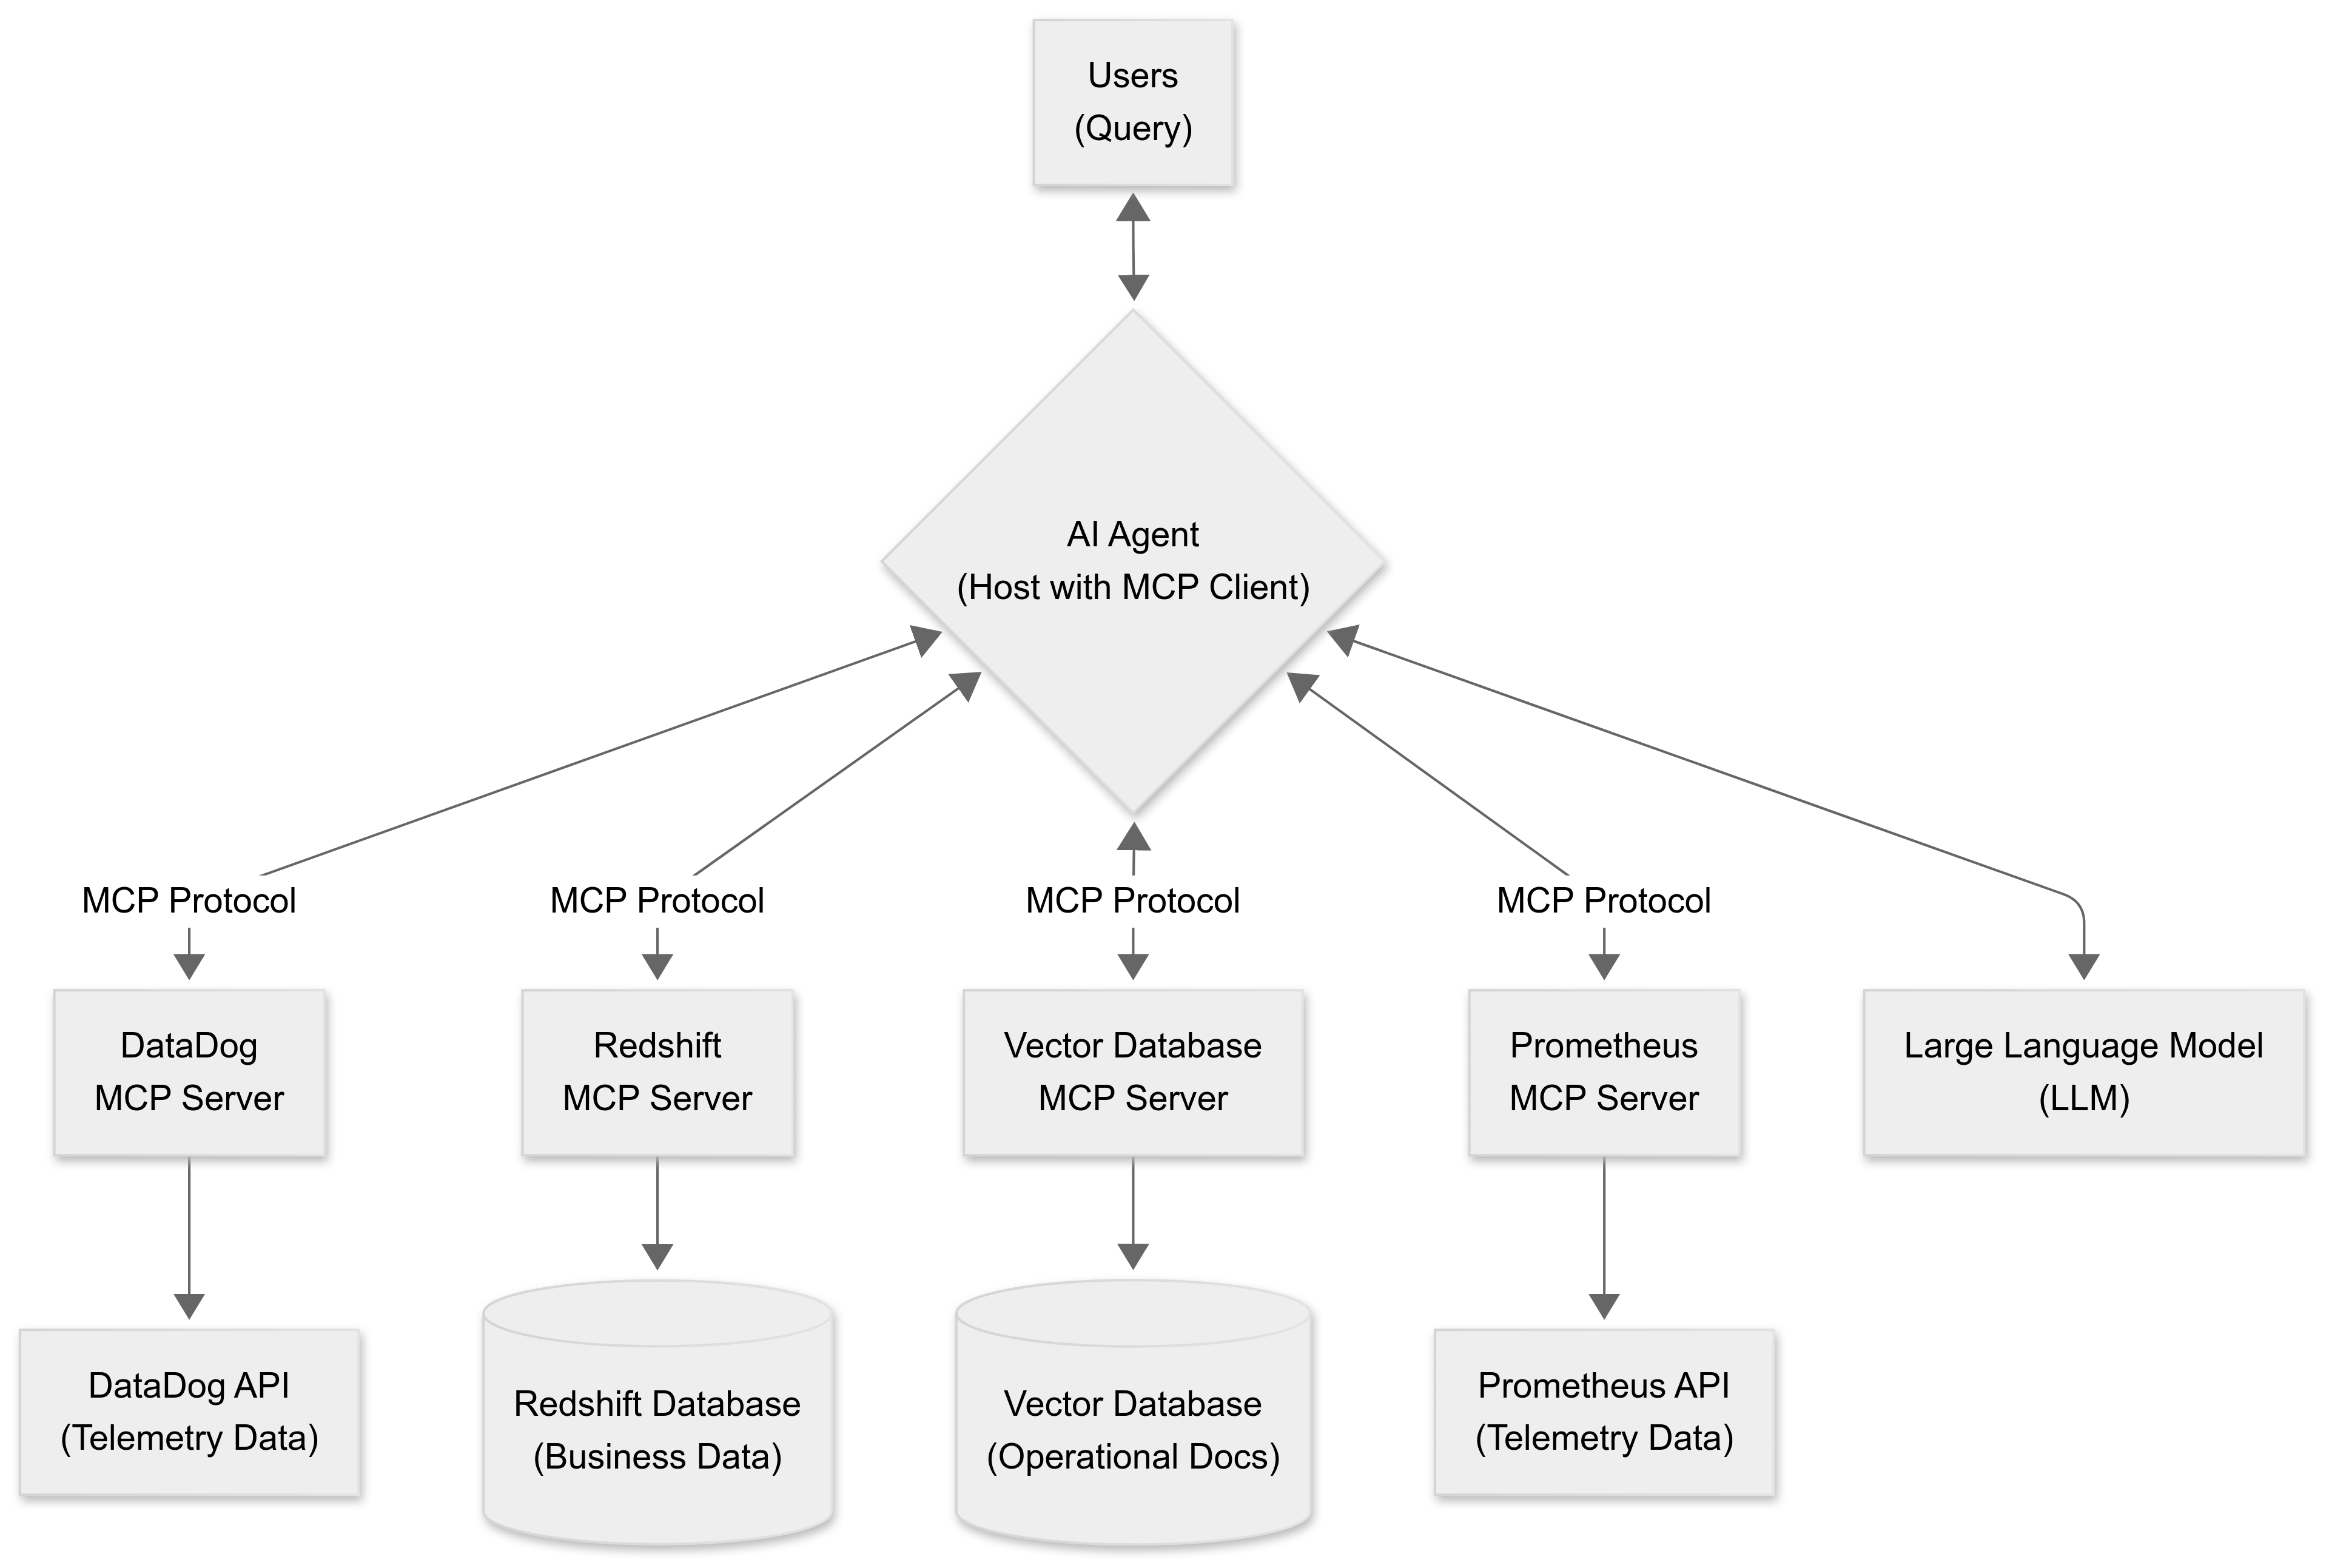 Users
(Query)
AI Agent
(Host with MCP Client)
MCP Protocol
MCP Protocol
MCP Protocol
MCP Protocol
DataDog
MCP Server
Redshift
MCP Server
Vector Database
MCP Server
Prometheus
MCP Server
Large Language Model
(LLM)
DataDog API
(Telemetry Data)
Redshift Database
(Business Data)
Vector Database
(Operational Docs)
Prometheus API
(Telemetry Data)